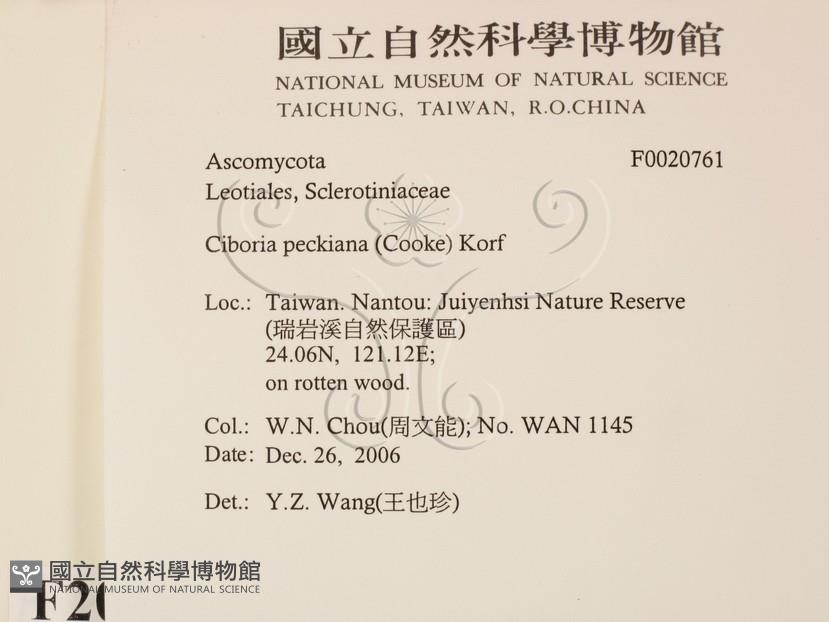 國立自然科學博物館
NATIONAL MUSEUM OF NATURAL SCIENCE
TAICHUNG, TAIWAN, R.O.CHINA
Ascomycota F0020761
Leotiales, Sclerotiniaceae
Ciboria peckiana (Cooke) Korf
Loc.: Taiwan. Nantou: Juiyenhsi Nature Reserve
(瑞岩溪自然保護區)
24.06N, 121.12E;
on rotten wood.
Col.: W.N. Chou(周文能); No. WAN 1145
Date: Dec. 26, 2006
Det.: Y.Z. Wang(王也珍)
國立自然科學博物館
NATIONAL MUSEUM OF NATURAL SCIENCE